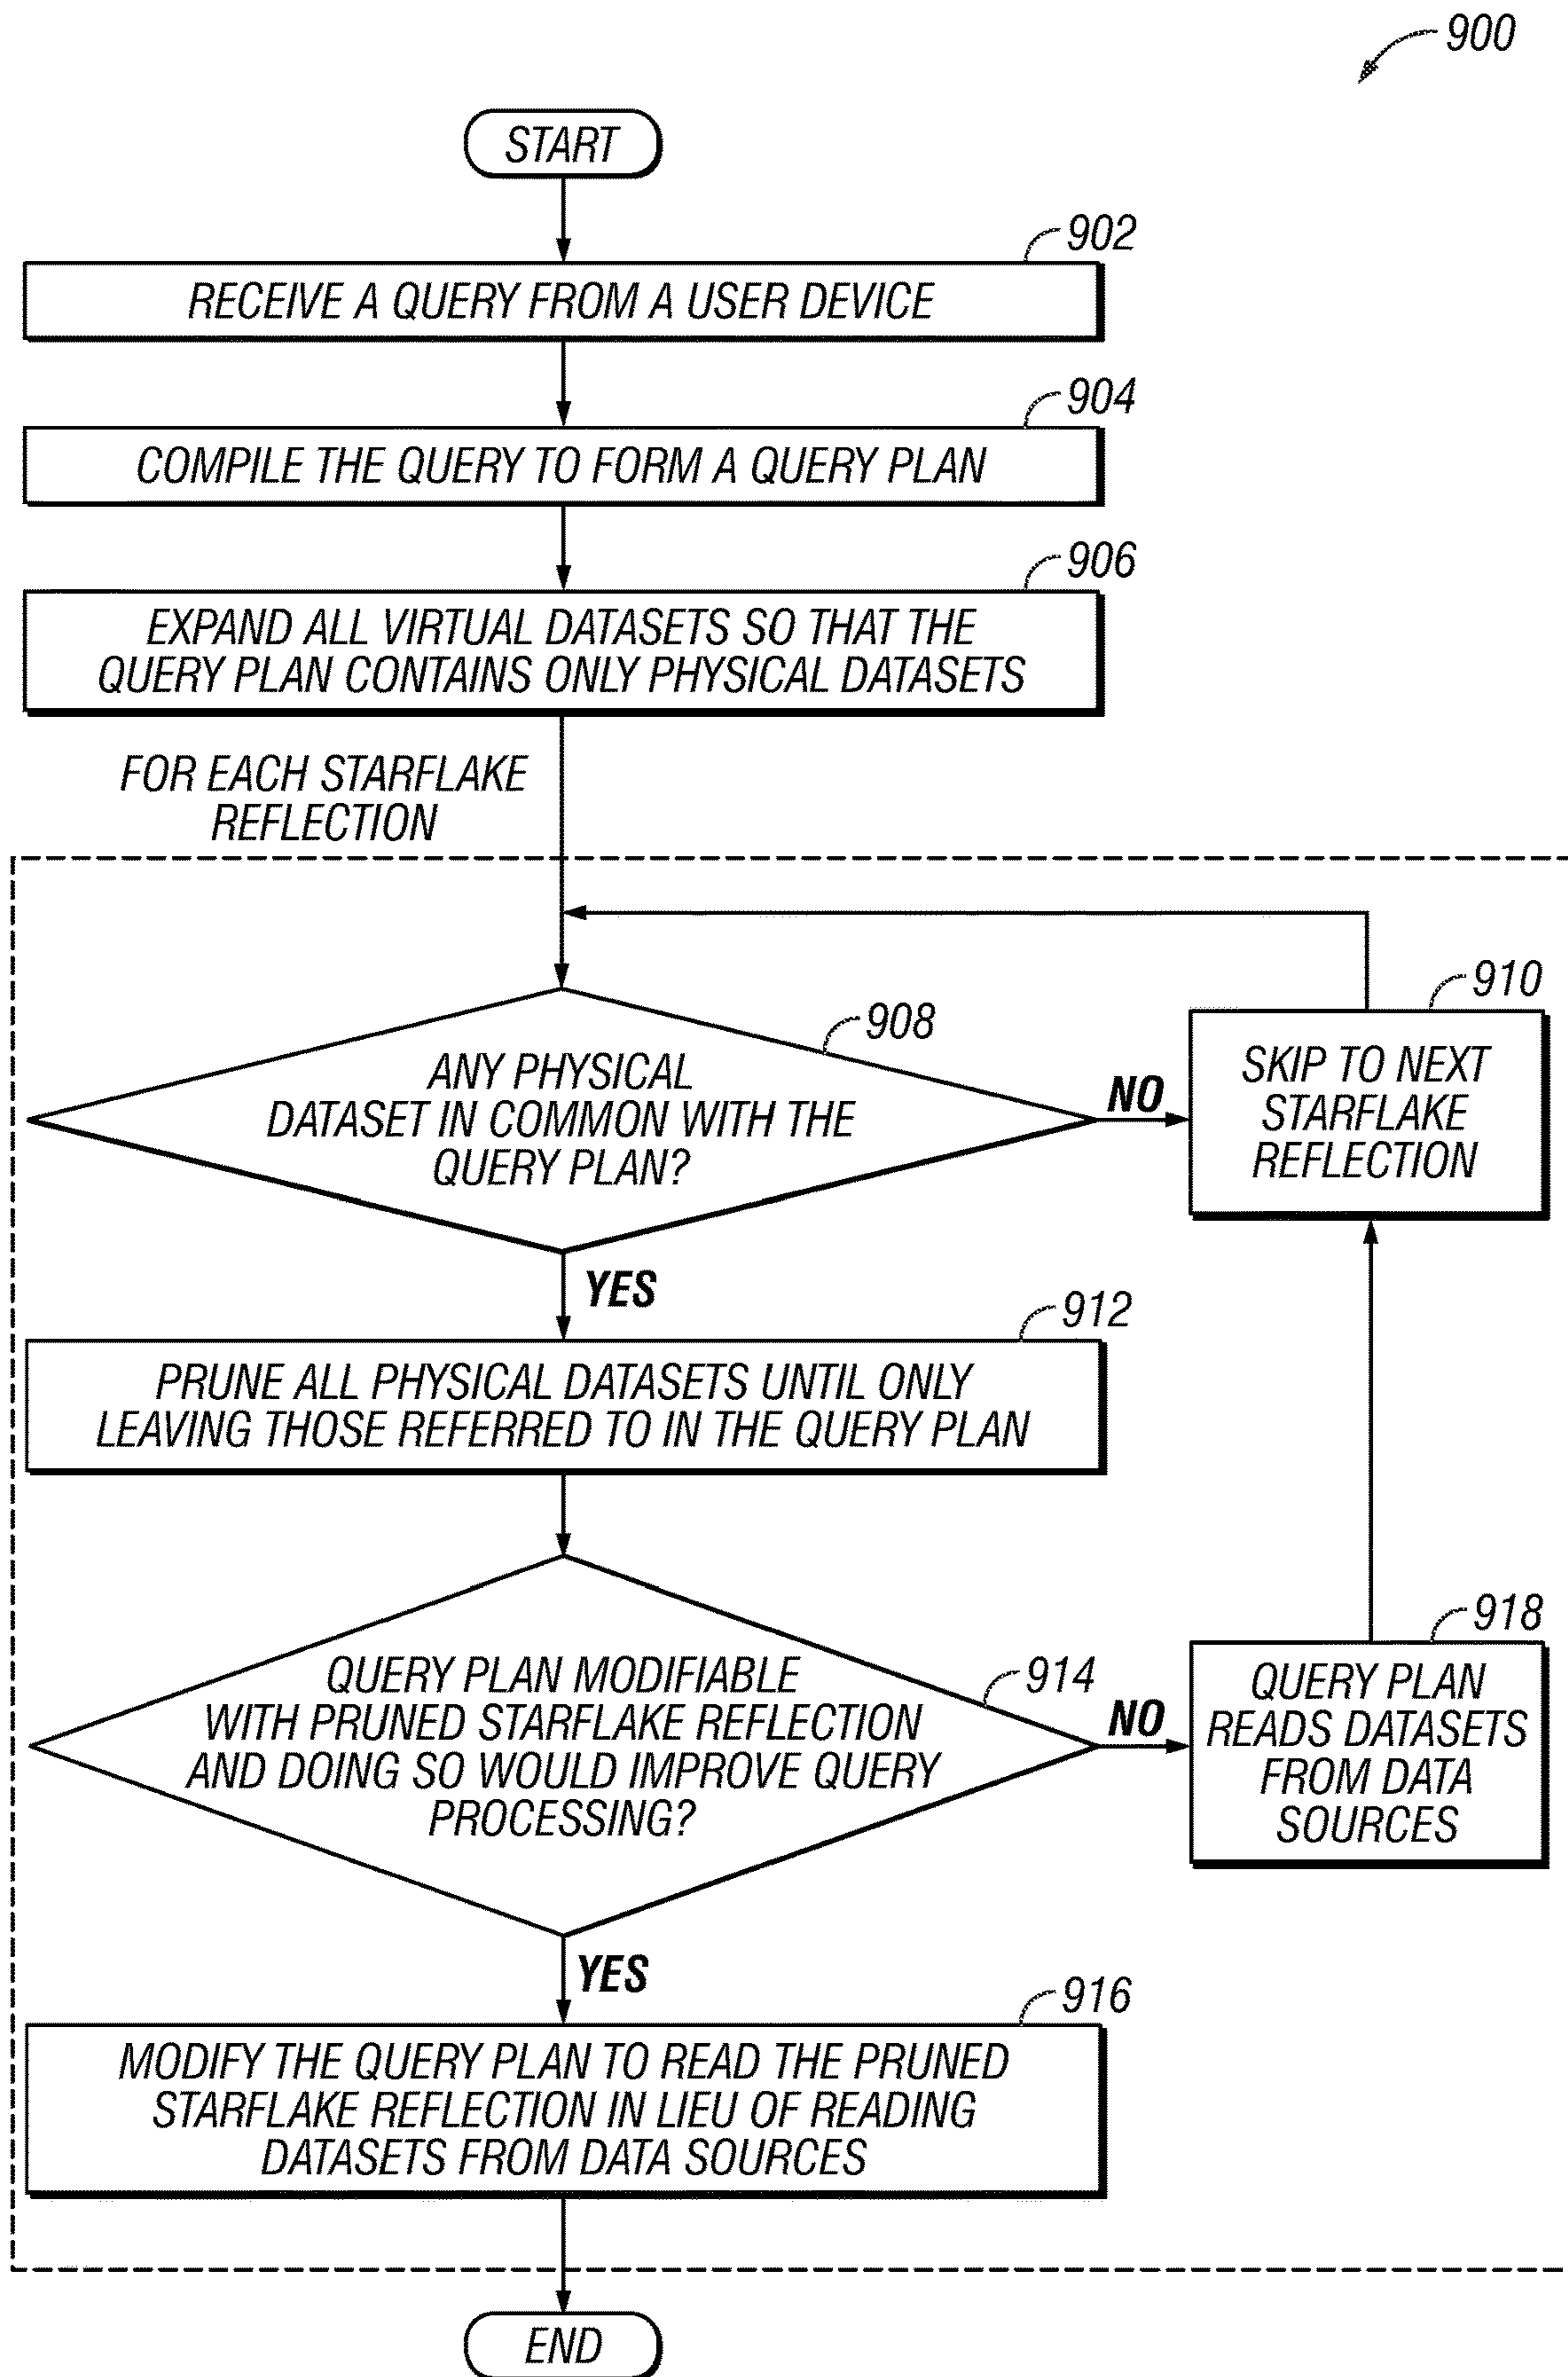 900
START
902
RECEIVE A QUERY FROM A USER DEVICE
904
COMPILE THE QUERY TO FORM A QUERY PLAN
906
EXPAND ALL VIRTUAL DATASETS SO THAT THE
QUERY PLAN CONTAINS ONLY PHYSICAL DATASETS
FOR EACH STARFLAKE
REFLECTION
908
ANY PHYSICAL
DATASET IN COMMON WITH THE
QUERY PLAN?
NO
910
SKIP TO NEXT
STARFLAKE
REFLECTION
YES
912
PRUNE ALL PHYSICAL DATASETS UNTIL ONLY
LEAVING THOSE REFERRED TO IN THE QUERY PLAN
914
QUERY PLAN MODIFIABLE
WITH PRUNED STARFLAKE REFLECTION
AND DOING SO WOULD IMPROVE QUERY
PROCESSING?
NO
918
QUERY PLAN
READS DATASETS
FROM DATA
SOURCES
YES
916
MODIFY THE QUERY PLAN TO READ THE PRUNED
STARFLAKE REFLECTION IN LIEU OF READING
DATASETS FROM DATA SOURCES
END